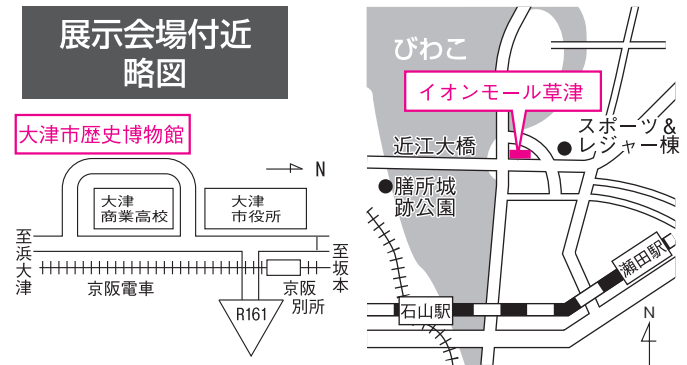 展示会場付近
略図
大津市歴史博物館
N
大津
商業高校
大津
市役所
至浜大津
至坂本
京阪電車
京阪
別所
R161
びわこ
イオンモール草津
スポーツ&
レジャー棟
近江大橋
膳所城
跡公園
瀬田駅
石山駅
N